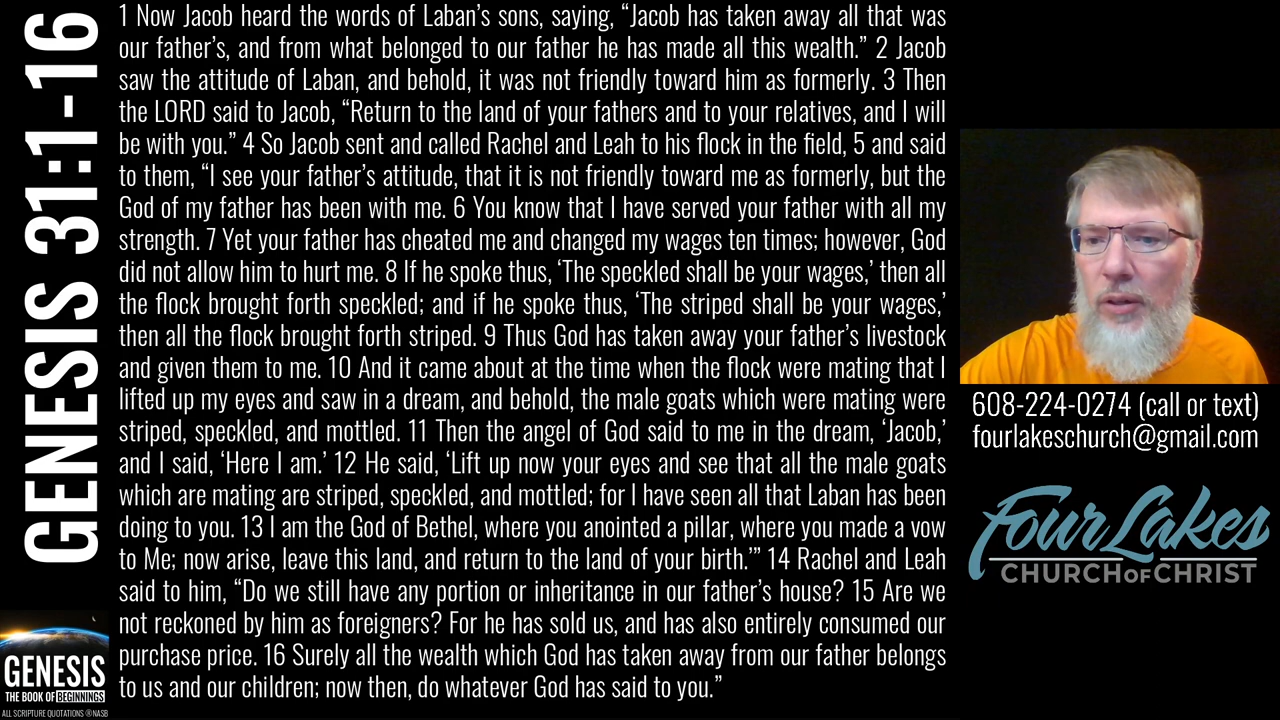 GENESIS 31:1-16
1 Now Jacob heard the words of Laban’s sons, saying, “Jacob has taken away all that was
our father’s, and from what belonged to our father he has made all this wealth.” 2 Jacob
saw the attitude of Laban, and behold, it was not friendly toward him as formerly. 3 Then
the LORD said to Jacob, “Return to the land of your fathers and to your relatives, and I will
be with you.” 4 So Jacob sent and called Rachel and Leah to his flock in the field, 5 and said
to them, “I see your father’s attitude, that it is not friendly toward me as formerly, but the
God of my father has been with me. 6 You know that I have served your father with all my
strength. 7 Yet your father has cheated me and changed my wages ten times; however, God
did not allow him to hurt me. 8 If he spoke thus, ‘The speckled shall be your wages,’ then all
the flock brought forth speckled; and if he spoke thus, ‘The striped shall be your wages,’
then all the flock brought forth striped. 9 Thus God has taken away your father’s livestock
and given them to me. 10 And it came about at the time when the flock were mating that I
lifted up my eyes and saw in a dream, and behold, the male goats which were mating were
striped, speckled, and mottled. 11 Then the angel of God said to me in the dream, ‘Jacob,’
and I said, ‘Here I am.’ 12 He said, ‘Lift up now your eyes and see that all the male goats
which are mating are striped, speckled, and mottled; for I have seen all that Laban has been
doing to you. 13 I am the God of Bethel, where you anointed a pillar, where you made a vow
to Me; now arise, leave this land, and return to the land of your birth.’” 14 Rachel and Leah
said to him, “Do we still have any portion or inheritance in our father’s house? 15 Are we
not reckoned by him as foreigners? For he has sold us, and has also entirely consumed our
purchase price. 16 Surely all the wealth which God has taken away from our father belongs
to us and our children; now then, do whatever God has said to you.”
608-224-0274 (call or text)
fourlakeschurch@gmail.com
Four Lakes
CHURCH OF CHRIST
GENESIS
THE BOOK OF BEGINNINGS
ALL SCRIPTURE QUOTATIONS ® NASB